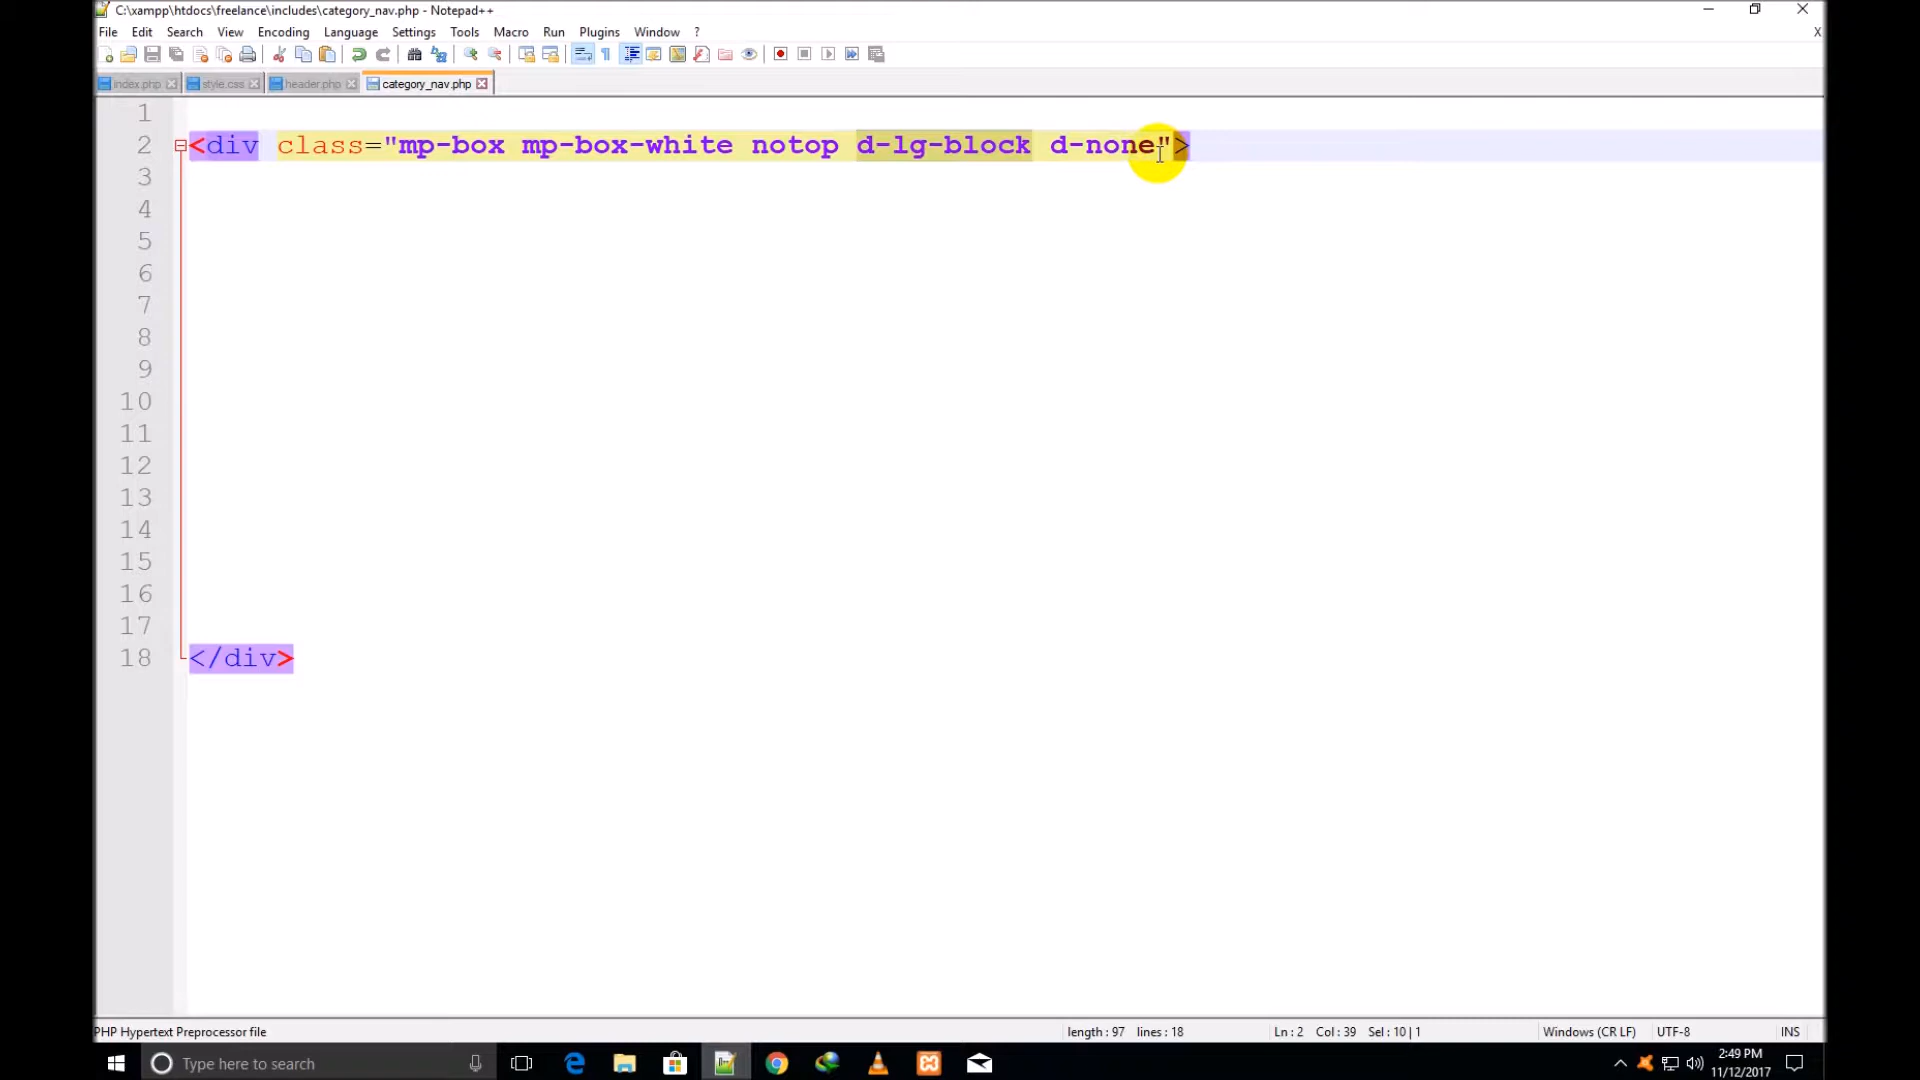 C:\xampp\htdocs\freelance\includes\category_nav.php - Notepad++
File Edit Search View Encoding Language Settings Tools Macro Run Plugins Window ? X
index.php style.css header.php category_nav.php
1
2 <div class="mp-box mp-box-white notop d-lg-block d-none">
3
4
5
6
7
8
9
10
11
12
13
14
15
16
17
18 </div>
PHP Hypertext Preprocessor file length : 97 lines : 18 Ln : 2 Col : 39 Sel : 10 | 1 Windows (CR LF) UTF-8 INS
Type here to search
2:49 PM
11/12/2017